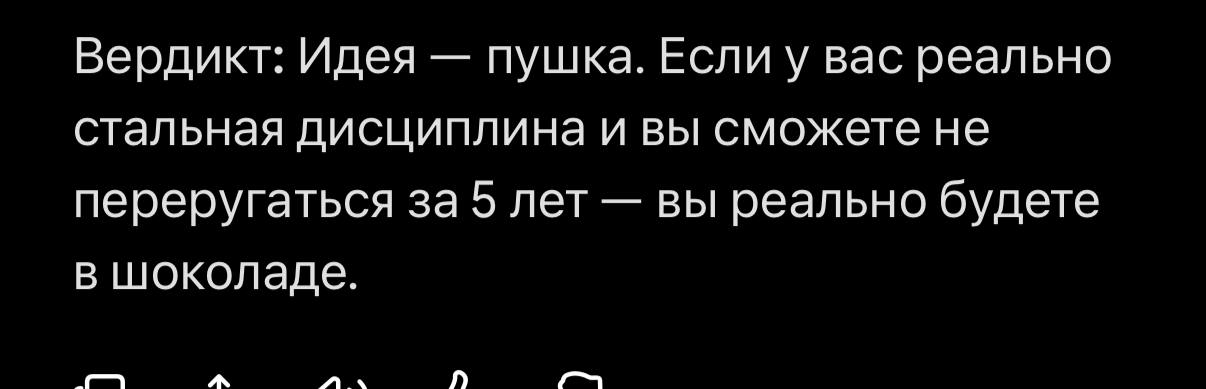 Вердикт: Идея — пушка. Если у вас реально
стальная дисциплина и вы сможете не
переругаться за 5 лет — вы реально будете
в шоколаде.